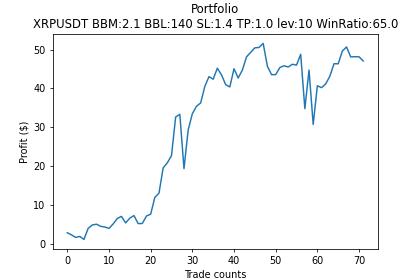 Portfolio
XRPUSDT BBM:2.1 BBL:140 SL:1.4 TP:1.0 lev:10 WinRatio:65.0
50
40
30
20
10
0
Profit ($)
0 10 20 30 40 50 60 70
Trade counts